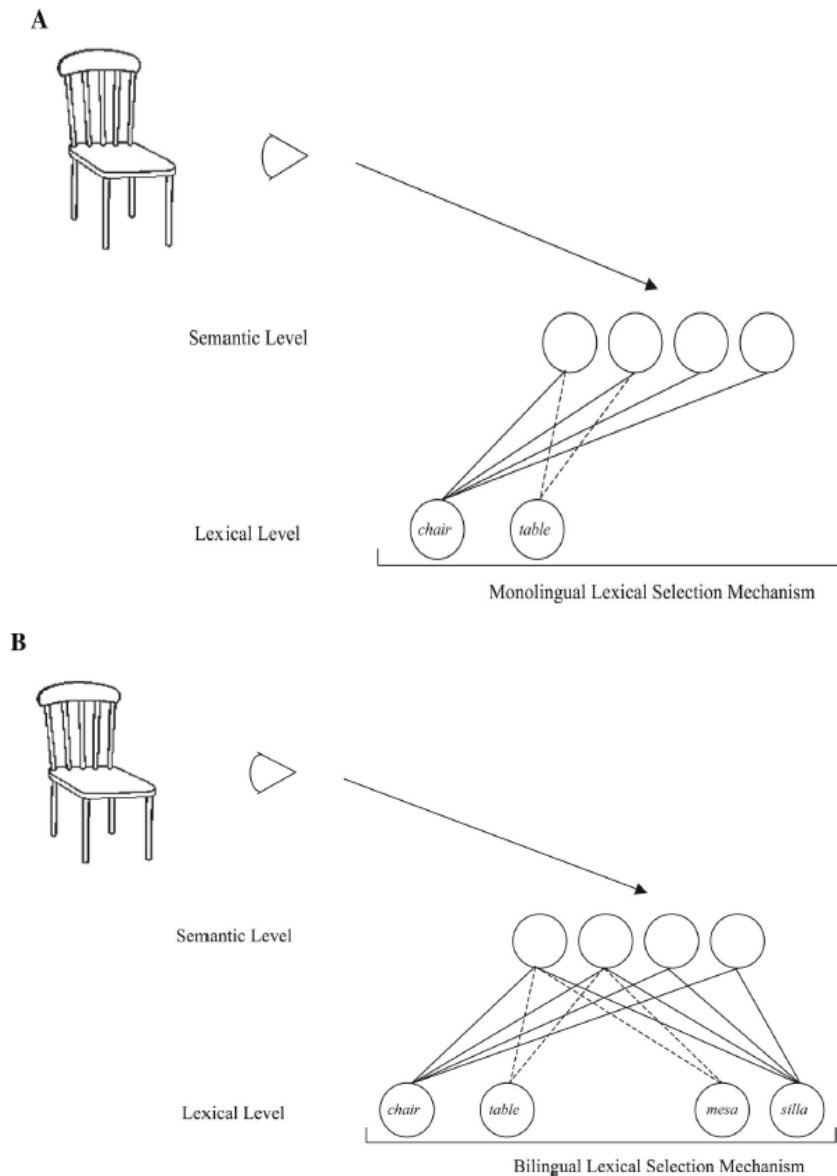 A
Semantic Level
chair
table
Lexical Level
Monolingual Lexical Selection Mechanism
B
Semantic Level
chair
table
mesa
silla
Lexical Level
Bilingual Lexical Selection Mechanism